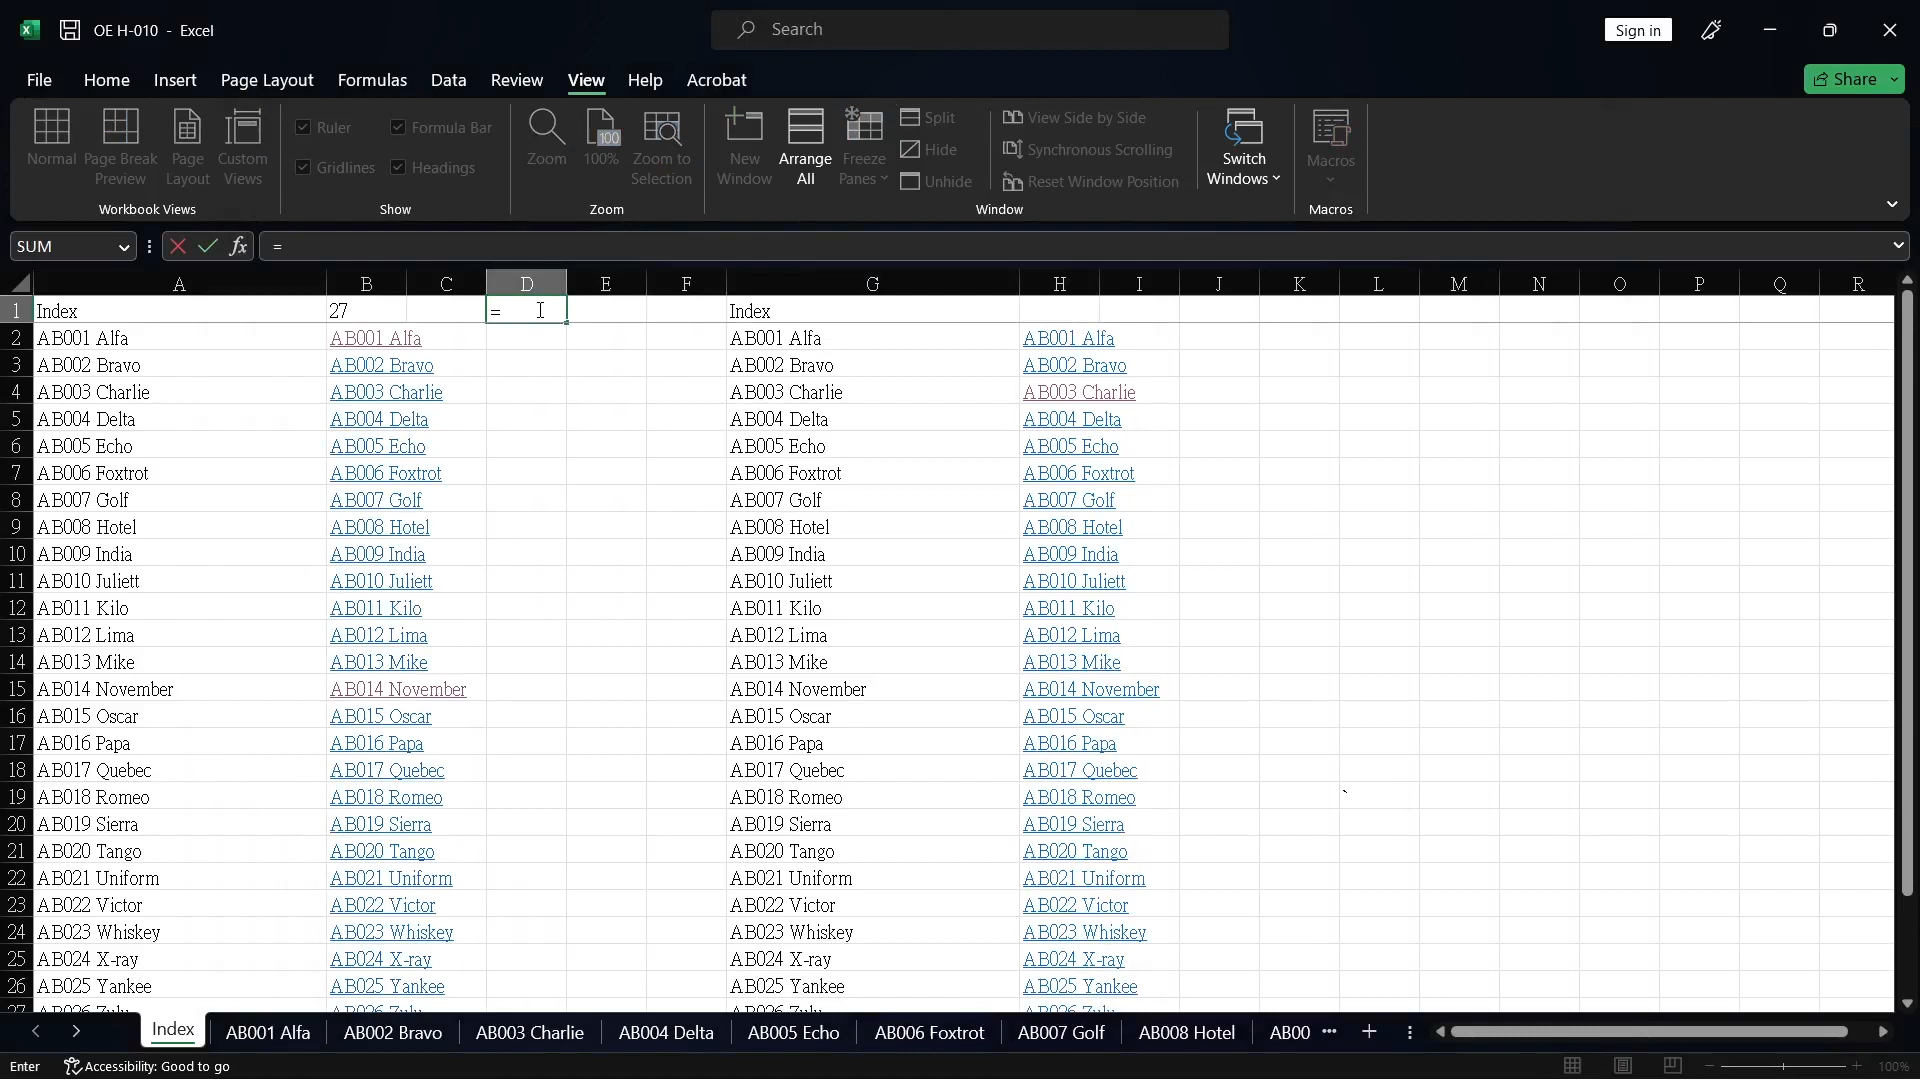 OE H-010 - Excel
Search
Sign in
File Home Insert Page Layout Formulas Data Review View Help Acrobat
Share
Normal
Page Break Preview
Page Layout
Custom Views
Workbook Views
Ruler
Formula Bar
Gridlines
Headings
Show
Zoom
100
100%
Zoom to Selection
Zoom
New Window
Arrange All
Freeze Panes
Split
Hide
Unhide
View Side by Side
Synchronous Scrolling
Reset Window Position
Switch Windows
Window
Macros
Macros
SUM fx =
A B C D E F G H I J K L M N O P Q R
1 Index 27 = Index
2 AB001 Alfa AB001 Alfa AB001 Alfa AB001 Alfa
3 AB002 Bravo AB002 Bravo AB002 Bravo AB002 Bravo
4 AB003 Charlie AB003 Charlie AB003 Charlie AB003 Charlie
5 AB004 Delta AB004 Delta AB004 Delta AB004 Delta
6 AB005 Echo AB005 Echo AB005 Echo AB005 Echo
7 AB006 Foxtrot AB006 Foxtrot AB006 Foxtrot AB006 Foxtrot
8 AB007 Golf AB007 Golf AB007 Golf AB007 Golf
9 AB008 Hotel AB008 Hotel AB008 Hotel AB008 Hotel
10 AB009 India AB009 India AB009 India AB009 India
11 AB010 Juliett AB010 Juliett AB010 Juliett AB010 Juliett
12 AB011 Kilo AB011 Kilo AB011 Kilo AB011 Kilo
13 AB012 Lima AB012 Lima AB012 Lima AB012 Lima
14 AB013 Mike AB013 Mike AB013 Mike AB013 Mike
15 AB014 November AB014 November AB014 November AB014 November
16 AB015 Oscar AB015 Oscar AB015 Oscar AB015 Oscar
17 AB016 Papa AB016 Papa AB016 Papa AB016 Papa
18 AB017 Quebec AB017 Quebec AB017 Quebec AB017 Quebec
19 AB018 Romeo AB018 Romeo AB018 Romeo AB018 Romeo `
20 AB019 Sierra AB019 Sierra AB019 Sierra AB019 Sierra
21 AB020 Tango AB020 Tango AB020 Tango AB020 Tango
22 AB021 Uniform AB021 Uniform AB021 Uniform AB021 Uniform
23 AB022 Victor AB022 Victor AB022 Victor AB022 Victor
24 AB023 Whiskey AB023 Whiskey AB023 Whiskey AB023 Whiskey
25 AB024 X-ray AB024 X-ray AB024 X-ray AB024 X-ray
26 AB025 Yankee AB025 Yankee AB025 Yankee AB025 Yankee
27 AB026 Zulu AB026 Zulu AB026 Zulu AB026 Zulu
Index AB001 Alfa AB002 Bravo AB003 Charlie AB004 Delta AB005 Echo AB006 Foxtrot AB007 Golf AB008 Hotel AB00 ...
Enter Accessibility: Good to go 100%